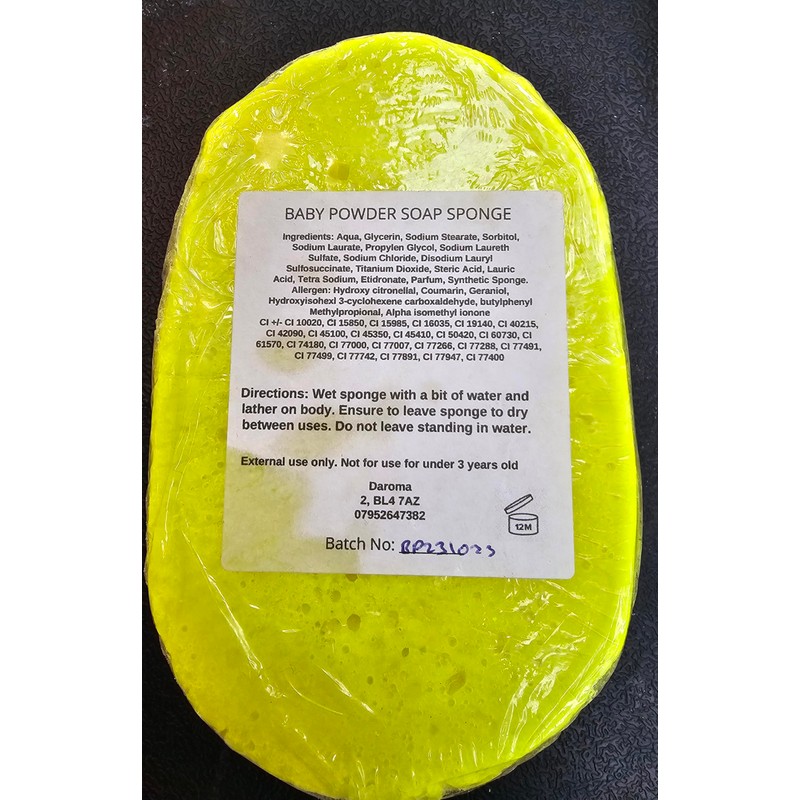 BABY POWDER SOAP SPONGE
Ingredients: Aqua, Glycerin, Sodium Stearate, Sorbitol,
Sodium Laurate, Propylen Glycol, Sodium Laureth
Sulfate, Sodium Chloride, Disodium Lauryl
Sulfosuccinate, Titanium Dioxide, Steric Acid, Lauric
Acid, Tetra Sodium, Etidronate, Parfum, Synthetic Sponge.
Allergen: Hydroxy citronellal, Coumarin, Geraniol,
Hydroxyisohexl 3-cyclohexene carboxaldehyde, butylphenyl
Methylpropional, Alpha isomethyl ionone
CI +/- CI 10020, CI 15850, CI 15985, CI 16035, CI 19140, CI 40215,
CI 42090, CI 45100, CI 45350, CI 45410, CI 50420, CI 60730, CI
61570, CI 74180, CI 77000, CI 77007, CI 77266, CI 77288, CI 77491,
CI 77499, CI 77742, CI 77891, CI 77947, CI 77400
Directions: Wet sponge with a bit of water and
lather on body. Ensure to leave sponge to dry
between uses. Do not leave standing in water.
External use only. Not for use for under 3 years old
Daroma
2, BL4 7AZ
07952647382
12M
Batch No: BP231023